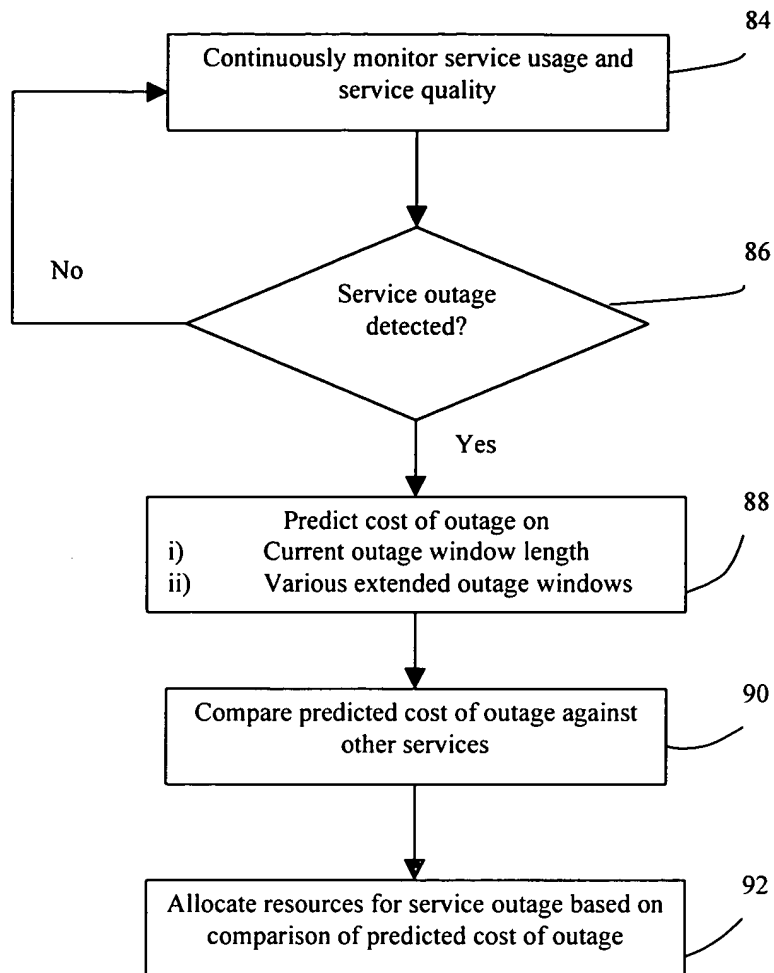 84
Continuously monitor service usage and
service quality
86
No
Service outage
detected?
Yes
88
Predict cost of outage on
i) Current outage window length
ii) Various extended outage windows
90
Compare predicted cost of outage against
other services
92
Allocate resources for service outage based on
comparison of predicted cost of outage